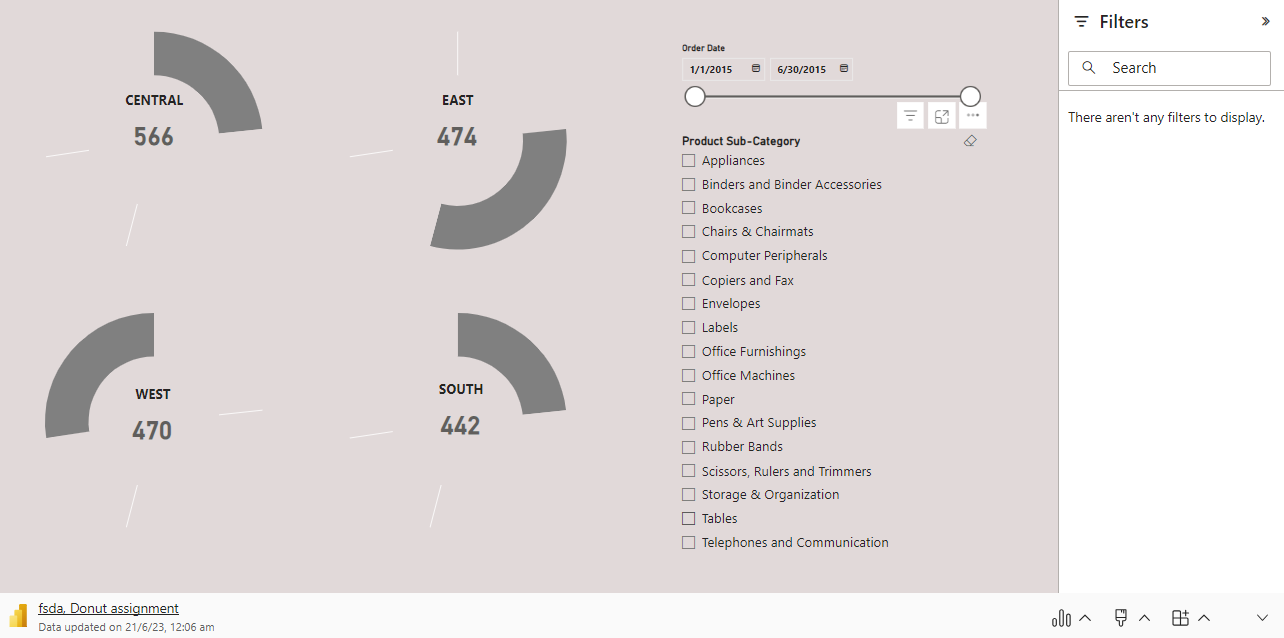 CENTRAL
566
EAST
474
WEST
470
SOUTH
442
Order Date
1/1/2015
6/30/2015
Product Sub-Category
Appliances
Binders and Binder Accessories
Bookcases
Chairs & Chairmats
Computer Peripherals
Copiers and Fax
Envelopes
Labels
Office Furnishings
Office Machines
Paper
Pens & Art Supplies
Rubber Bands
Scissors, Rulers and Trimmers
Storage & Organization
Tables
Telephones and Communication
Filters
Search
There aren't any filters to display.
fsda, Donut assignment
Data updated on 21/6/23, 12:06 am